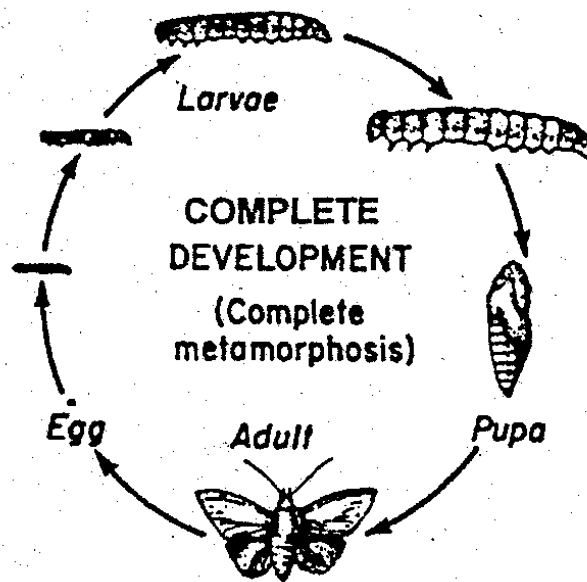 Larvae
COMPLETE
DEVELOPMENT
(Complete
metamorphosis)
Egg
Adult
Pupa